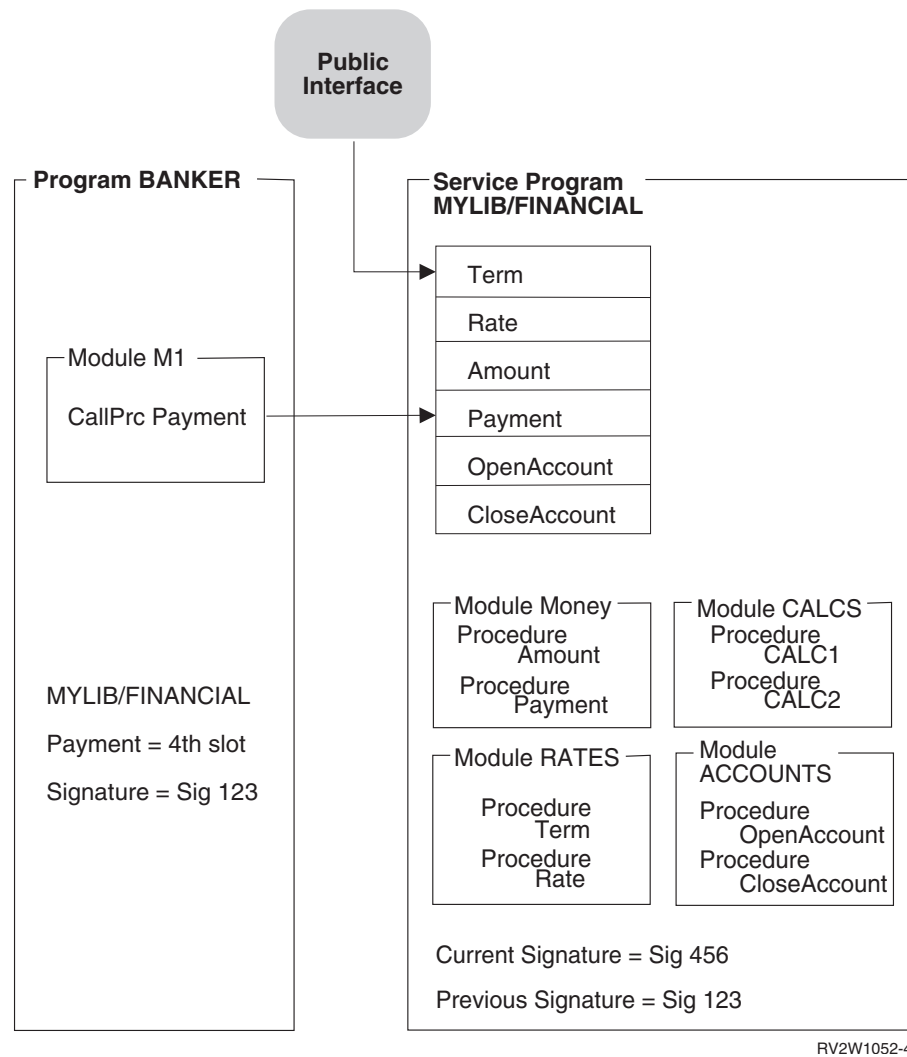 Public
Interface
Program BANKER
Module M1
CallPrc Payment
MYLIB/FINANCIAL
Payment = 4th slot
Signature = Sig 123
Service Program
MYLIB/FINANCIAL
Term
Rate
Amount
Payment
OpenAccount
CloseAccount
Module Money
Procedure
Amount
Procedure
Payment
Module CALCS
Procedure
CALC1
Procedure
CALC2
Module RATES
Procedure
Term
Procedure
Rate
Module
ACCOUNTS
Procedure
OpenAccount
Procedure
CloseAccount
Current Signature = Sig 456
Previous Signature = Sig 123
RV2W1052-4